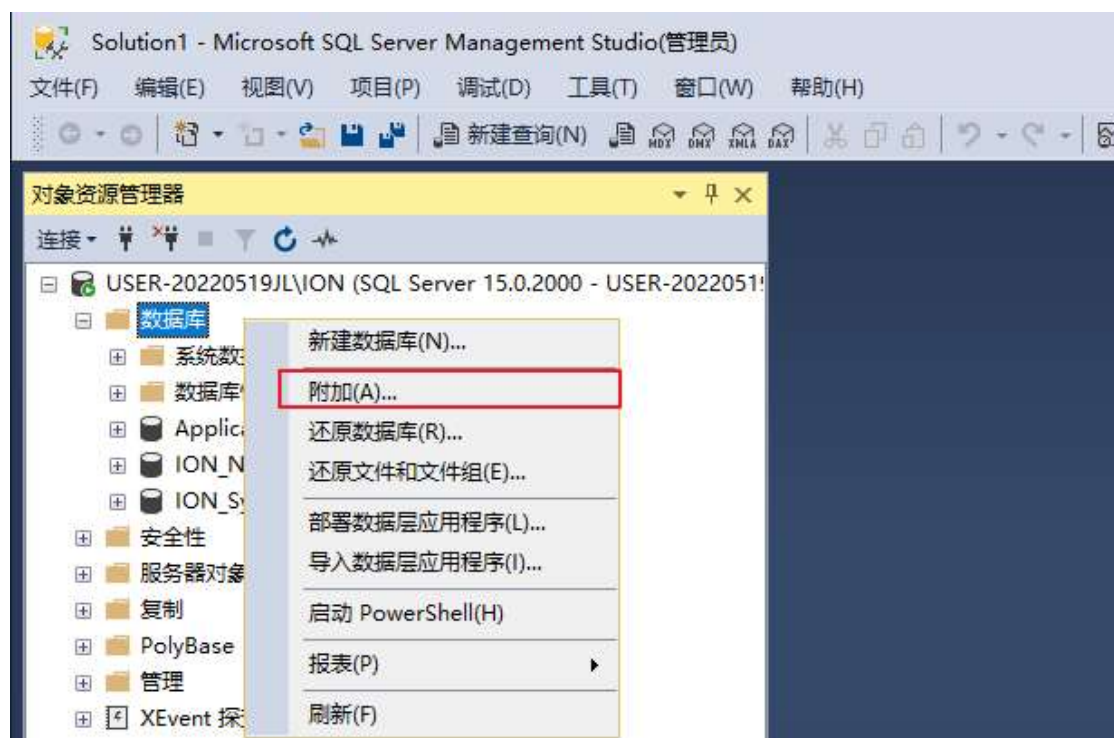 Solution1 - Microsoft SQL Server Management Studio(管理员)
文件(F) 编辑(E) 视图(V) 项目(P) 调试(D) 工具(T) 窗口(W) 帮助(H)
新建查询(N) MDX DMX XMLA DAX
对象资源管理器
连接
USER-20220519JL\ION (SQL Server 15.0.2000 - USER-2022051
数据库
系统数
数据库
Applic
ION_N
ION_S
安全性
服务器对象
复制
PolyBase
管理
XEvent 探
新建数据库(N)...
附加(A)...
还原数据库(R)...
还原文件和文件组(E)...
部署数据层应用程序(L)...
导入数据层应用程序(I)...
启动 PowerShell(H)
报表(P)
刷新(F)